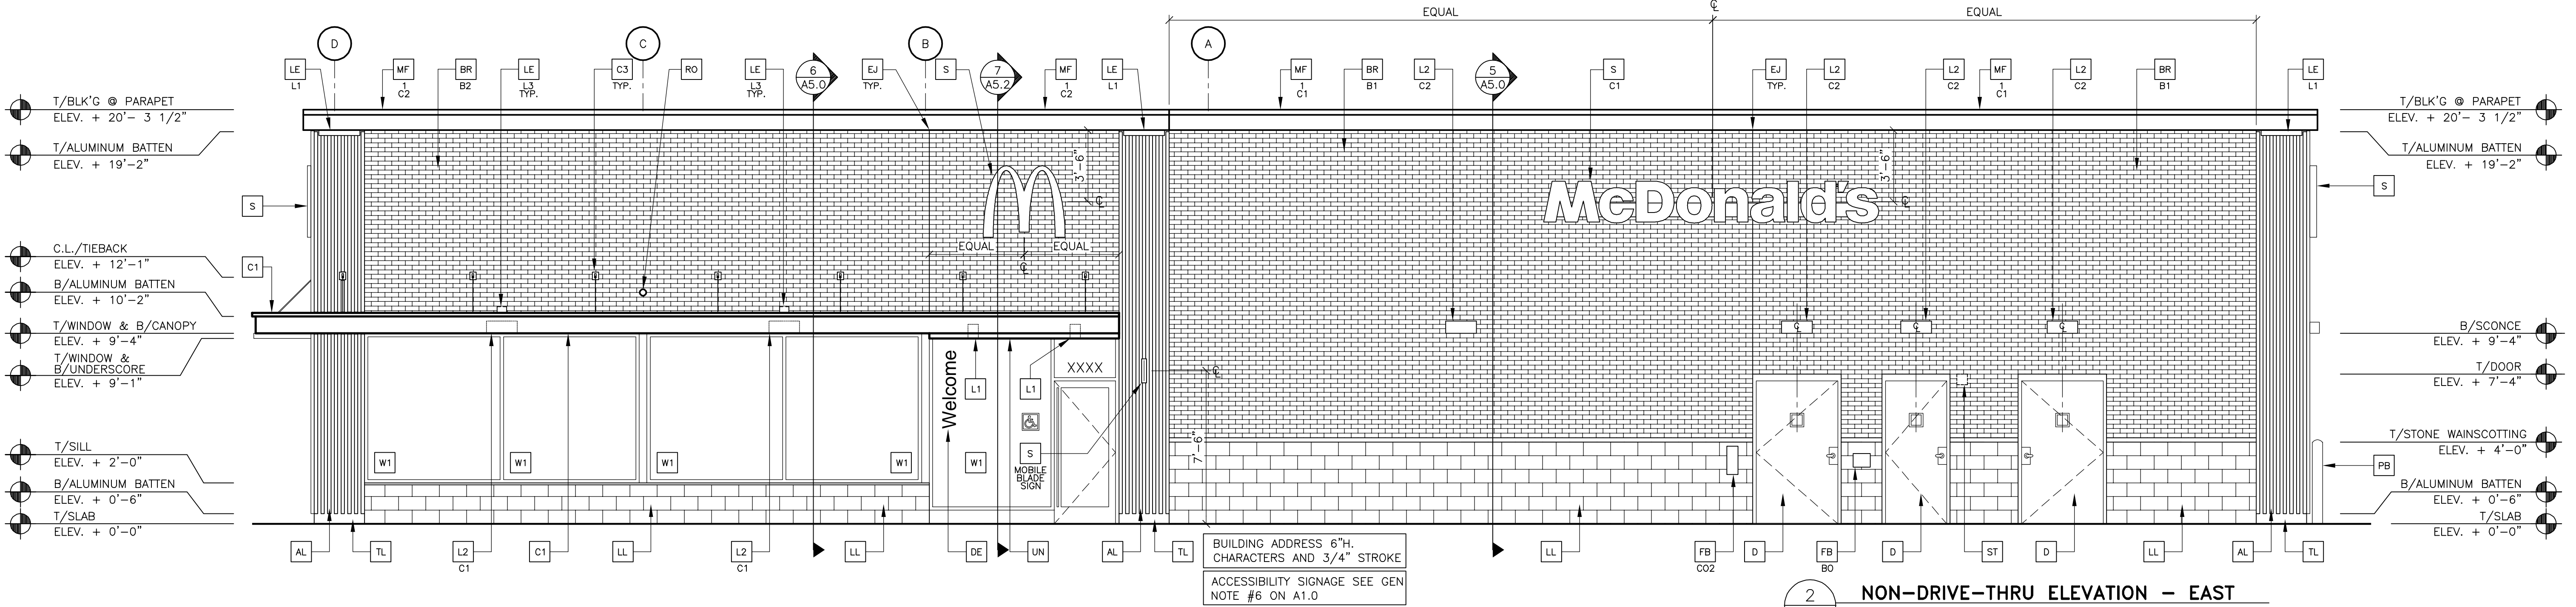 ℄
EQUAL
EQUAL
D
C
B
A
LE
L1
MF
1
C2
BR
B2
LE
L3
TYP.
C3
TYP.
RO
LE
L3
TYP.
6
A5.0
EJ
TYP.
S
7
A5.2
MF
1
C2
LE
L1
MF
1
C1
BR
B1
L2
C2
5
A5.0
S
C1
EJ
TYP.
L2
C2
L2
C2
MF
1
C1
L2
C2
BR
B1
LE
L1
T/BLK'G @ PARAPET
ELEV. + 20'- 3 1/2"
T/ALUMINUM BATTEN
ELEV. + 19'-2"
S
C.L./TIEBACK
ELEV. + 12'-1"
C1
B/ALUMINUM BATTEN
ELEV. + 10'-2"
T/WINDOW & B/CANOPY
ELEV. + 9'-4"
T/WINDOW &
B/UNDERSCORE
ELEV. + 9'-1"
T/SILL
ELEV. + 2'-0"
B/ALUMINUM BATTEN
ELEV. + 0'-6"
T/SLAB
ELEV. + 0'-0"
3'-6"
℄
EQUAL
EQUAL
℄
McDonald's
3'-6"
℄
W1
W1
W1
W1
Welcome
L1
L1
XXXX
W1
S
MOBILE
BLADE
SIGN
℄
7'-6"
℄
℄
℄
T/BLK'G @ PARAPET
ELEV. + 20'- 3 1/2"
T/ALUMINUM BATTEN
ELEV. + 19'-2"
S
B/SCONCE
ELEV. + 9'-4"
T/DOOR
ELEV. + 7'-4"
T/STONE WAINSCOTTING
ELEV. + 4'-0"
PB
B/ALUMINUM BATTEN
ELEV. + 0'-6"
T/SLAB
ELEV. + 0'-0"
AL
TL
L2
C1
C1
LL
L2
C1
LL
DE
UN
AL
TL
BUILDING ADDRESS 6"H.
CHARACTERS AND 3/4" STROKE
ACCESSIBILITY SIGNAGE SEE GEN
NOTE #6 ON A1.0
LL
FB
CO2
D
FB
BO
D
ST
D
LL
AL
TL
2
NON-DRIVE-THRU ELEVATION - EAST